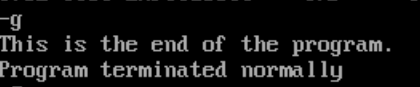 -g
This is the end of the program.
Program terminated normally